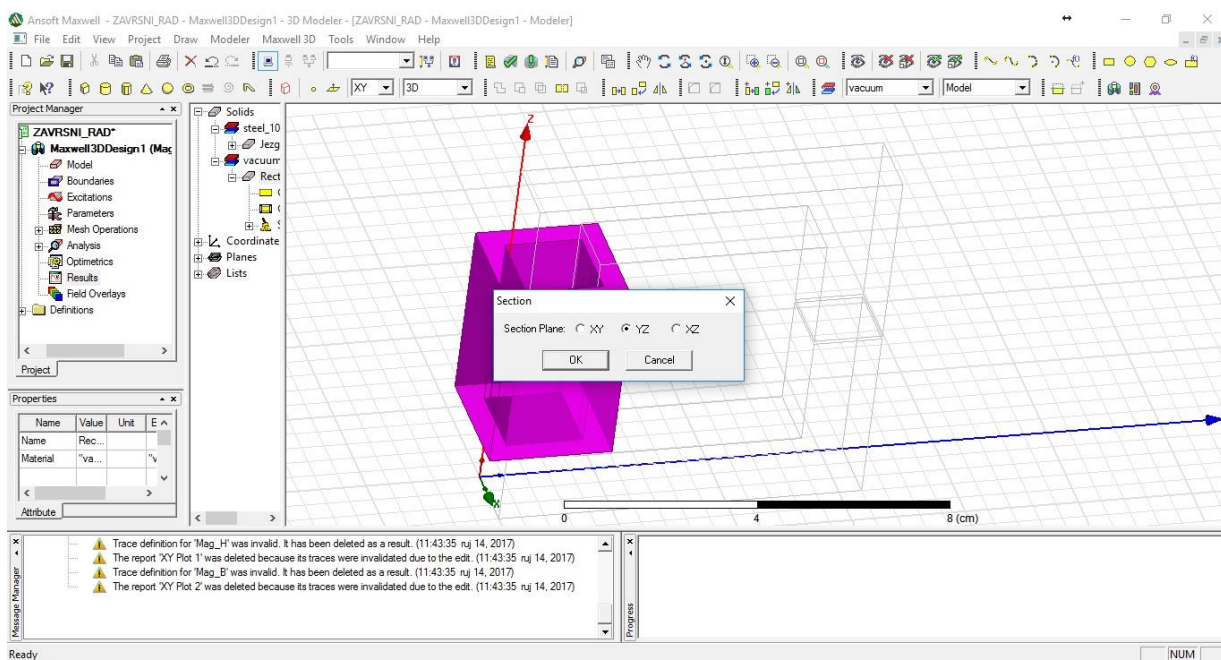 Ansoft Maxwell - ZAVRSNI_RAD - Maxwell3DDesign1 - 3D Modeler - [ZAVRSNI_RAD - Maxwell3DDesign1 - Modeler]
File Edit View Project Draw Modeler Maxwell 3D Tools Window Help
XY 3D vacuum Model
Project Manager
ZAVRSNI_RAD*
Maxwell3DDesign1 (Mag
Model
Boundaries
Excitations
Parameters
Mesh Operations
Analysis
Optimetrics
Results
Field Overlays
Definitions
Project
Solids
steel_10
Jezg
vacuum
Rect
Coordinate
Planes
Lists
Z
Section
Section Plane: XY YZ XZ
OK Cancel
X
0 4 8 (cm)
Properties
Name Value Unit E
Name Rec...
Material "va... "v
Attribute
Message Manager
Trace definition for 'Mag_H' was invalid. It has been deleted as a result. (11:43:35 ruj 14, 2017)
The report 'XY Plot 1' was deleted because its traces were invalidated due to the edit. (11:43:35 ruj 14, 2017)
Trace definition for 'Mag_B' was invalid. It has been deleted as a result. (11:43:35 ruj 14, 2017)
The report 'XY Plot 2' was deleted because its traces were invalidated due to the edit. (11:43:35 ruj 14, 2017)
Progress
Ready NUM